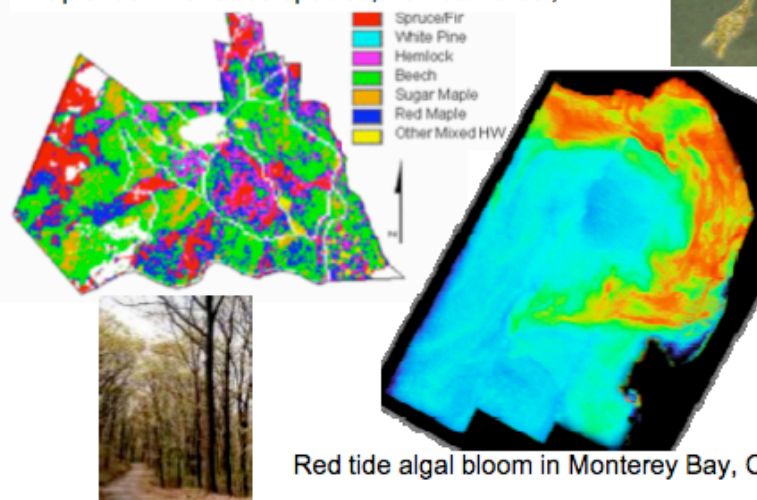 Spruce/Fir
White Pine
Hemlock
Beech
Sugar Maple
Red Maple
Other Mixed HW
N
Red tide algal bloom in Monterey Bay, C